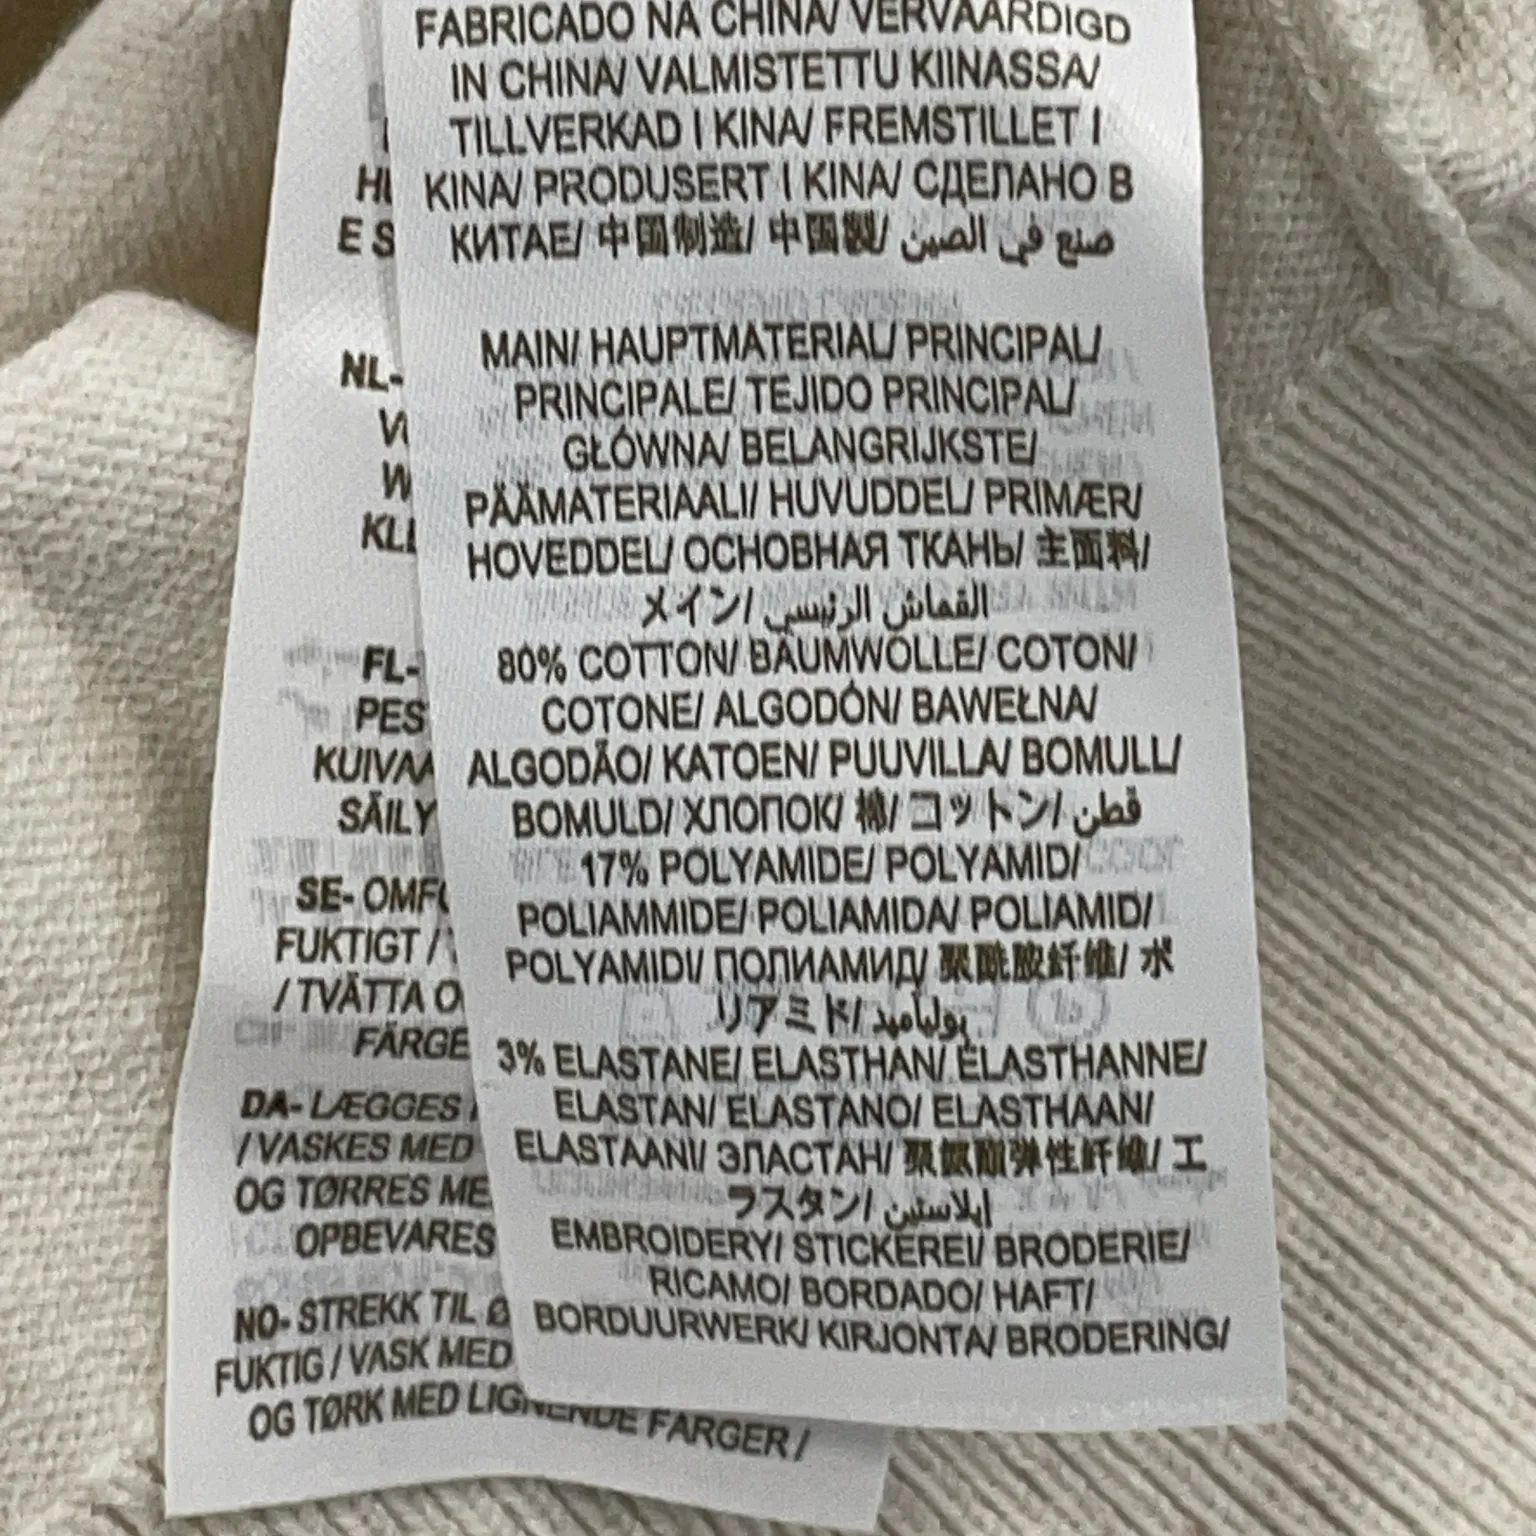 FABRICADO NA CHINA/ VERVAARDIGD
IN CHINA/ VALMISTETTU KIINASSA/
TILLVERKAD I KINA/ FREMSTILLET I
KINA/ PRODUSERT I KINA/ СДЕЛАНО В
КИТАЕ/ 中国制造/ 中国製/ صنع في الصين
MAIN/ HAUPTMATERIAL/ PRINCIPAL/
PRINCIPALE/ TEJIDO PRINCIPAL/
GŁÓWNA/ BELANGRIJKSTE/
PÄÄMATERIAALI/ HUVUDDEL/ PRIMÆR/
HOVEDDEL/ ОСНОВНАЯ ТКАНЬ/ 主面料/
メイン/ القماش الرئيسي
80% COTTON/ BAUMWOLLE/ COTON/
COTONE/ ALGODÓN/ BAWEŁNA/
ALGODÃO/ KATOEN/ PUUVILLA/ BOMULL/
BOMULD/ ХЛОПОК/ 棉/ コットン/ قطن
17% POLYAMIDE/ POLYAMID/
POLIAMMIDE/ POLIAMIDA/ POLIAMID/
POLYAMIDI/ ПОЛИАМИД/ 聚酰胺纤维/ ポ
リアミド/ بولياميد
3% ELASTANE/ ELASTHAN/ ÉLASTHANNE/
ELASTAN/ ELASTANO/ ELASTHAAN/
ELASTAANI/ ЭЛАСТАН/ 聚氨酯弹性纤维/ エ
ラスタン/ إيلاستين
EMBROIDERY/ STICKEREI/ BRODERIE/
RICAMO/ BORDADO/ HAFT/
BORDUURWERK/ KIRJONTA/ BRODERING/
E S
NL-
FL-
PES
KUIVAA
SÄILY
SE- OMF
FUKTIGT /
/ TVÄTTA O
FÄRGE
DA- LÆGGES
/ VASKES MED
OG TØRRES ME
OPBEVARES
NO- STREKK TIL Ø
FUKTIG / VASK MED
OG TØRK MED LIGNENDE FARGER /